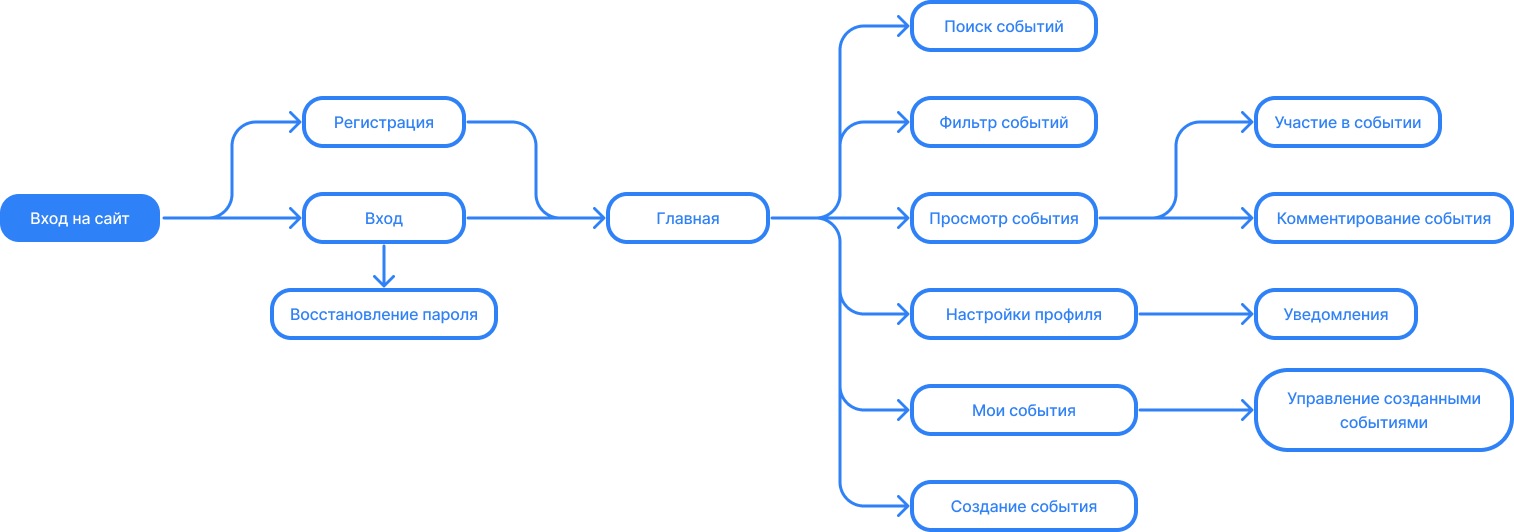 Вход на сайт
Регистрация
Вход
Восстановление пароля
Главная
Поиск событий
Фильтр событий
Просмотр события
Настройки профиля
Мои события
Создание события
Участие в событии
Комментирование события
Уведомления
Управление созданными
событиями